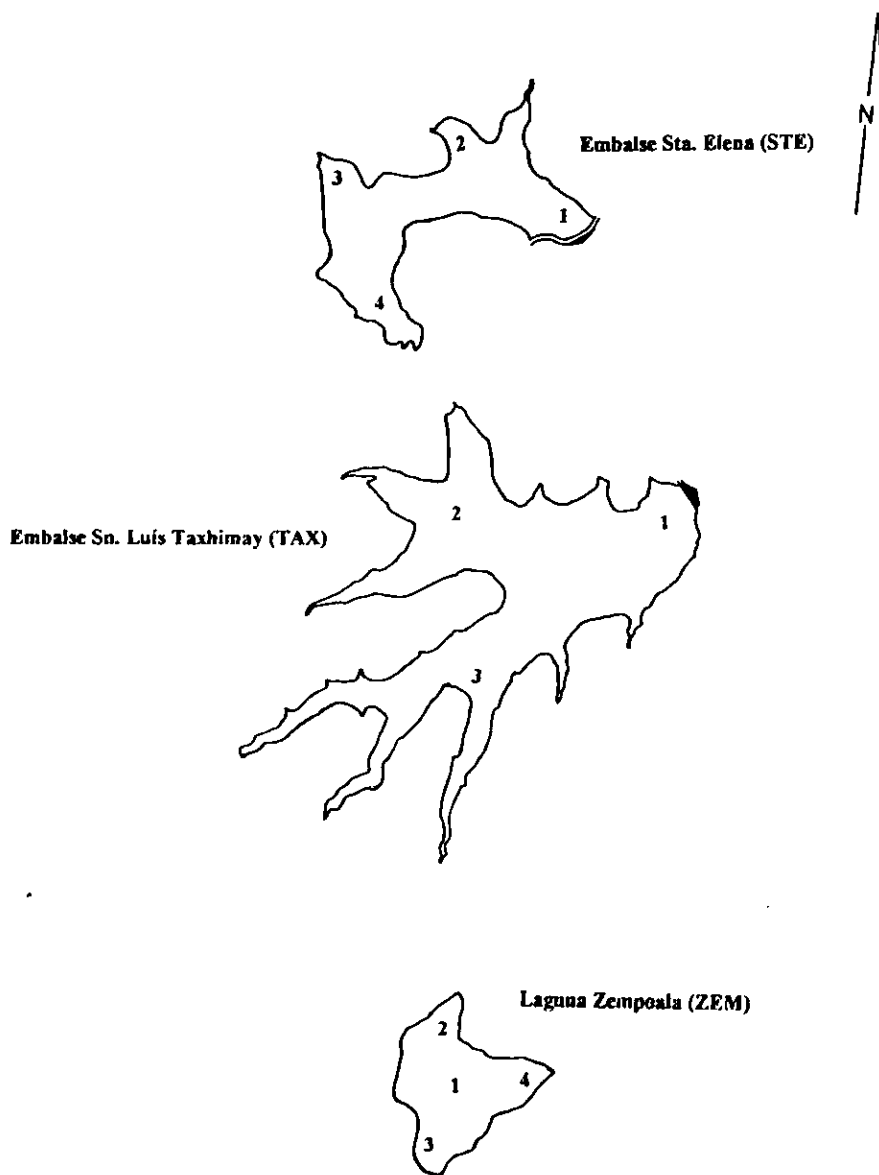 N
Embalse Sta. Elena (STE)
2
3
1
4
Embalse Sn. Luís Taxhimay (TAX)
2
1
3
Laguna Zempoala (ZEM)
2
1
4
3